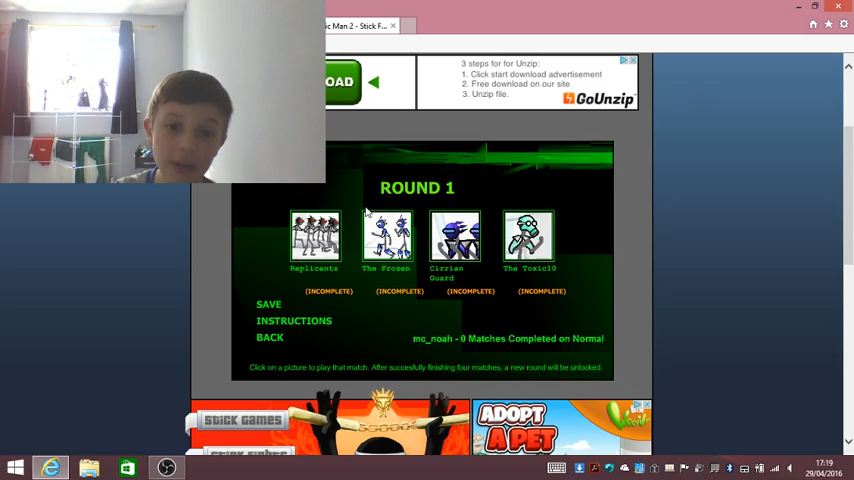 ic Man 2 - Stick F...
OAD
3 steps for for Unzip:
1. Click start download advertisement
2. Free download on our site
3. Unzip file.
GoUnzip
ROUND 1
Replicants
The Frozen
Cirrian
Guard
The Toxic10
(INCOMPLETE) (INCOMPLETE) (INCOMPLETE) (INCOMPLETE)
SAVE
INSTRUCTIONS
BACK
mc_noah - 0 Matches Completed on Normal
Click on a picture to play that match. After succesfully finishing four matches, a new round will be unlocked.
STICK GAMES
ADOPT
A PET
17:19
29/04/2016